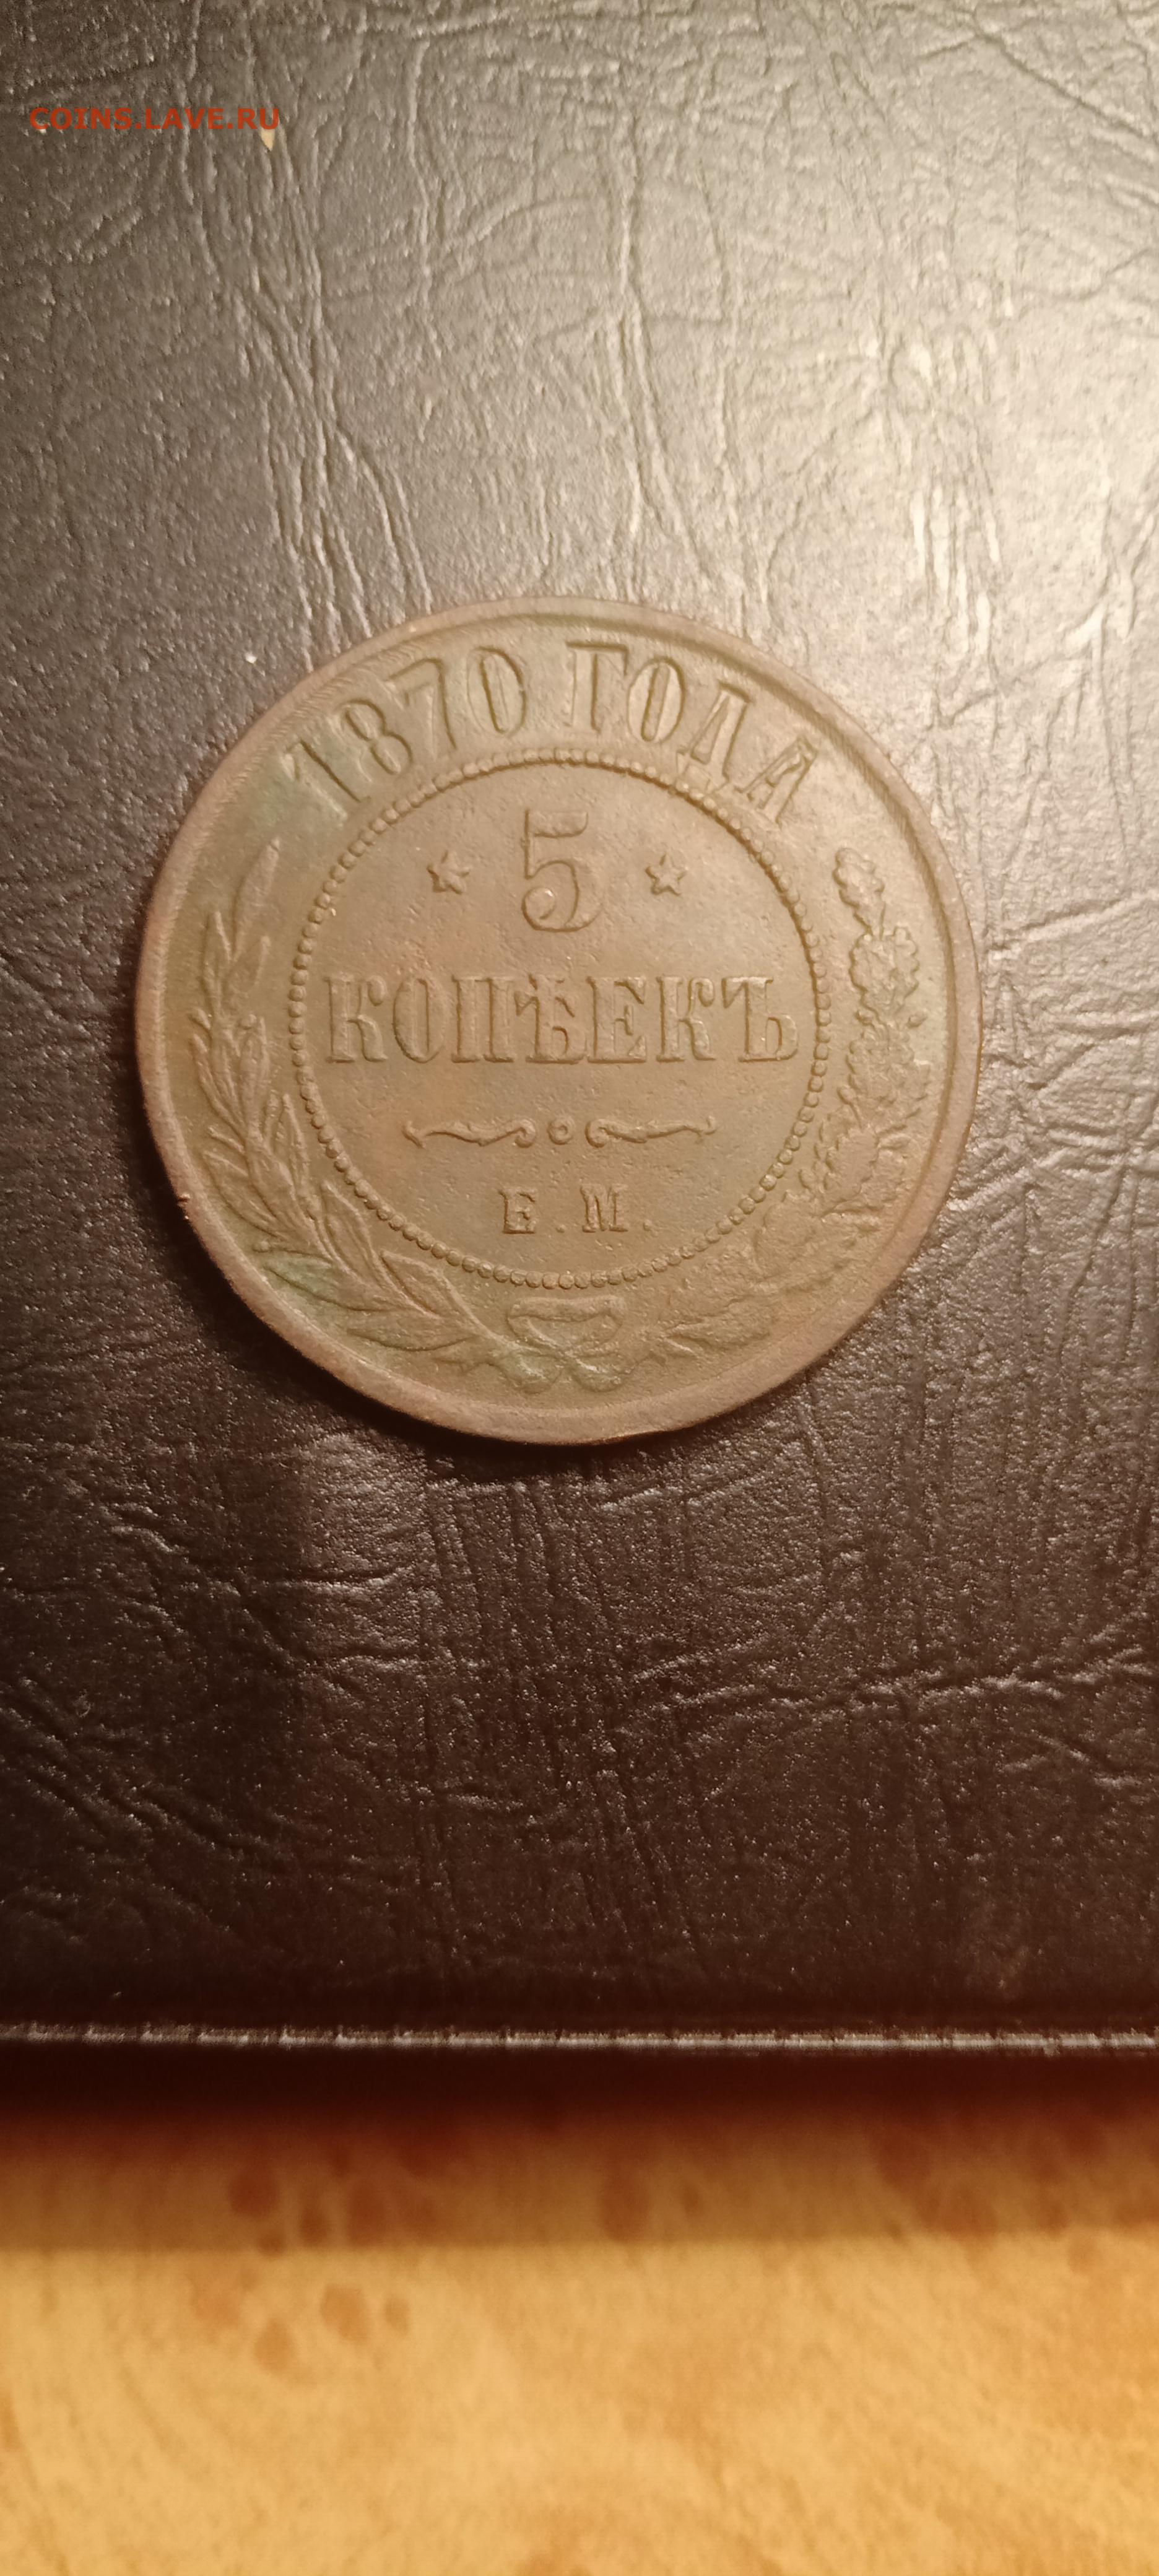 COINS.LAVE.RU
1870 ГОДА
5
КОПѢЕКЪ
Е.М.